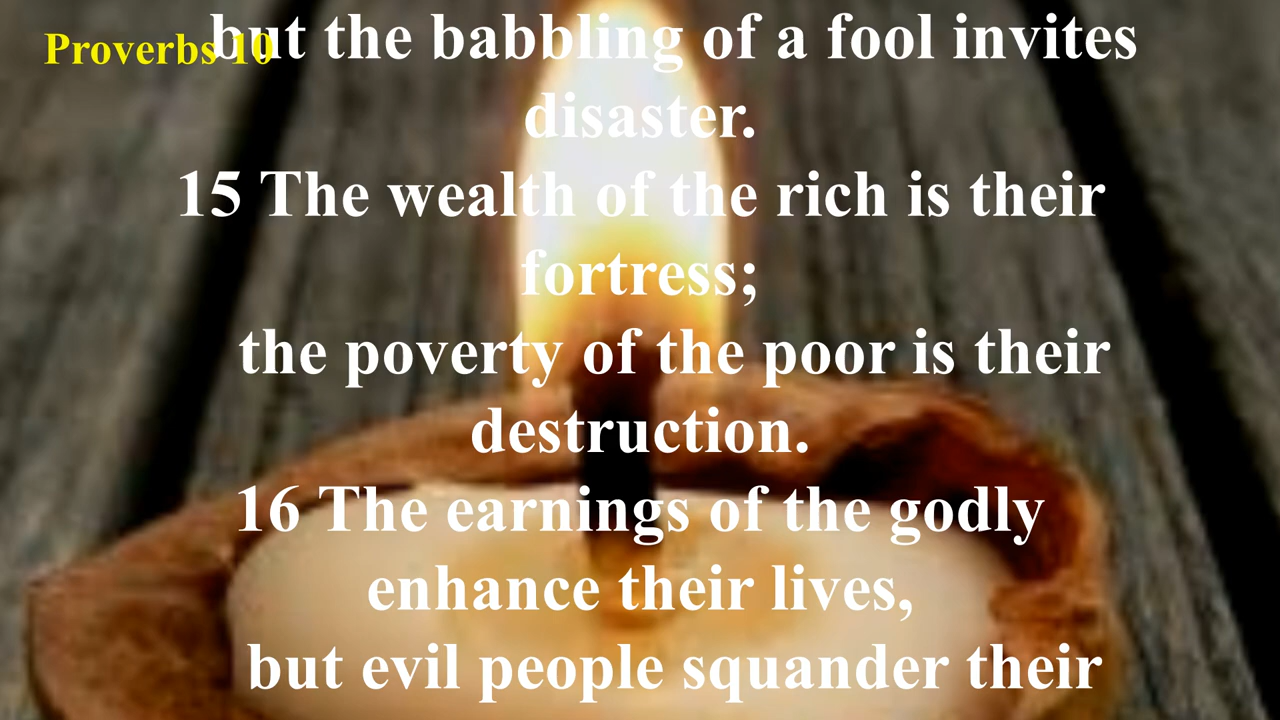 Proverbs 10
but the babbling of a fool invites
disaster.
15 The wealth of the rich is their
fortress;
the poverty of the poor is their
destruction.
16 The earnings of the godly
enhance their lives,
but evil people squander their